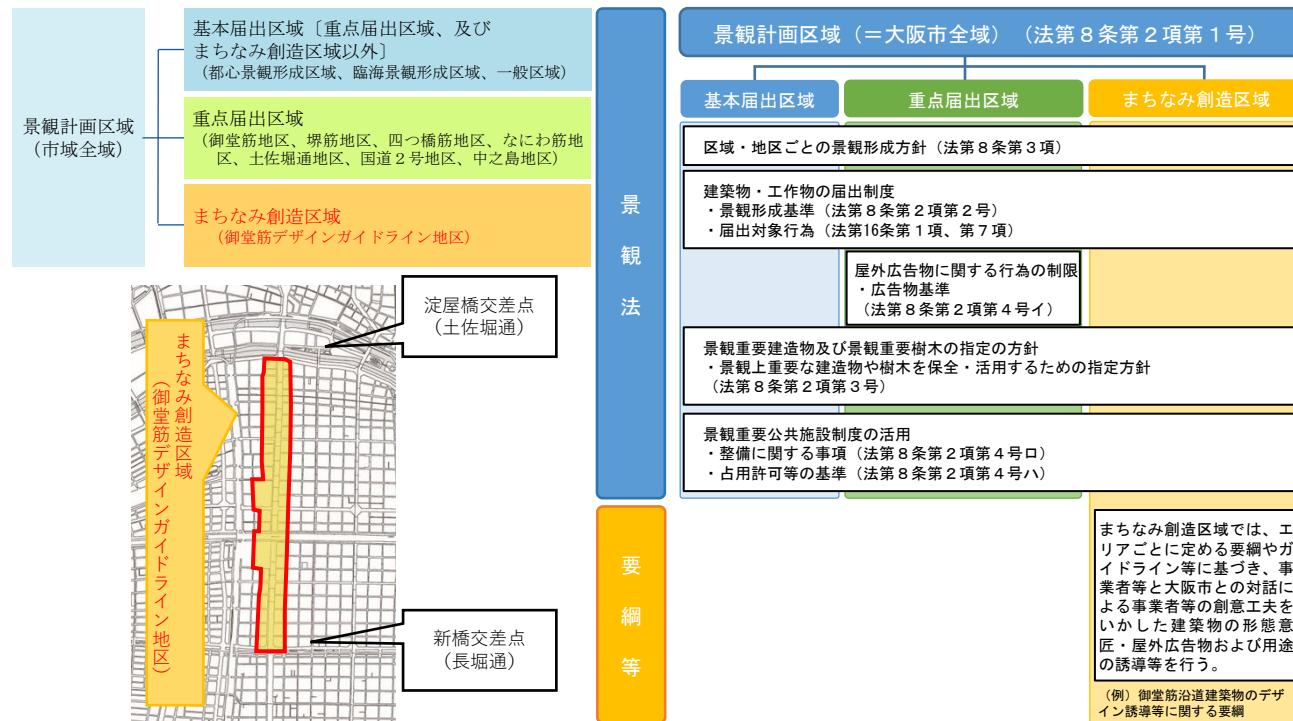 景観計画区域
(市域全域)
基本届出区域〔重点届出区域、及び
まちなみ創造区域以外〕
(都心景観形成区域、臨海景観形成区域、一般区域)
重点届出区域
(御堂筋地区、堺筋地区、四つ橋筋地区、なにわ筋地
区、土佐堀通地区、国道２号地区、中之島地区)
まちなみ創造区域
(御堂筋デザインガイドライン地区)
まちなみ創造区域
(御堂筋デザインガイドライン地区)
淀屋橋交差点
(土佐堀通)
新橋交差点
(長堀通)
景観法
要綱等
景観計画区域（＝大阪市全域）（法第８条第２項第１号）
基本届出区域
重点届出区域
まちなみ創造区域
区域・地区ごとの景観形成方針（法第８条第３項）
建築物・工作物の届出制度
・景観形成基準（法第８条第２項第２号）
・届出対象行為（法第16条第１項、第７項）
屋外広告物に関する行為の制限
・広告物基準
（法第８条第２項第４号イ）
景観重要建造物及び景観重要樹木の指定の方針
・景観上重要な建造物や樹木を保全・活用するための指定方針
（法第８条第２項第３号）
景観重要公共施設制度の活用
・整備に関する事項（法第８条第２項第４号ロ）
・占用許可等の基準（法第８条第２項第４号ハ）
まちなみ創造区域では、エ
リアごとに定める要綱やガ
イドライン等に基づき、事
業者等と大阪市との対話に
よる事業者等の創意工夫を
いかした建築物の形態意
匠・屋外広告物および用途
の誘導等を行う。
（例）御堂筋沿道建築物のデザ
イン誘導等に関する要綱